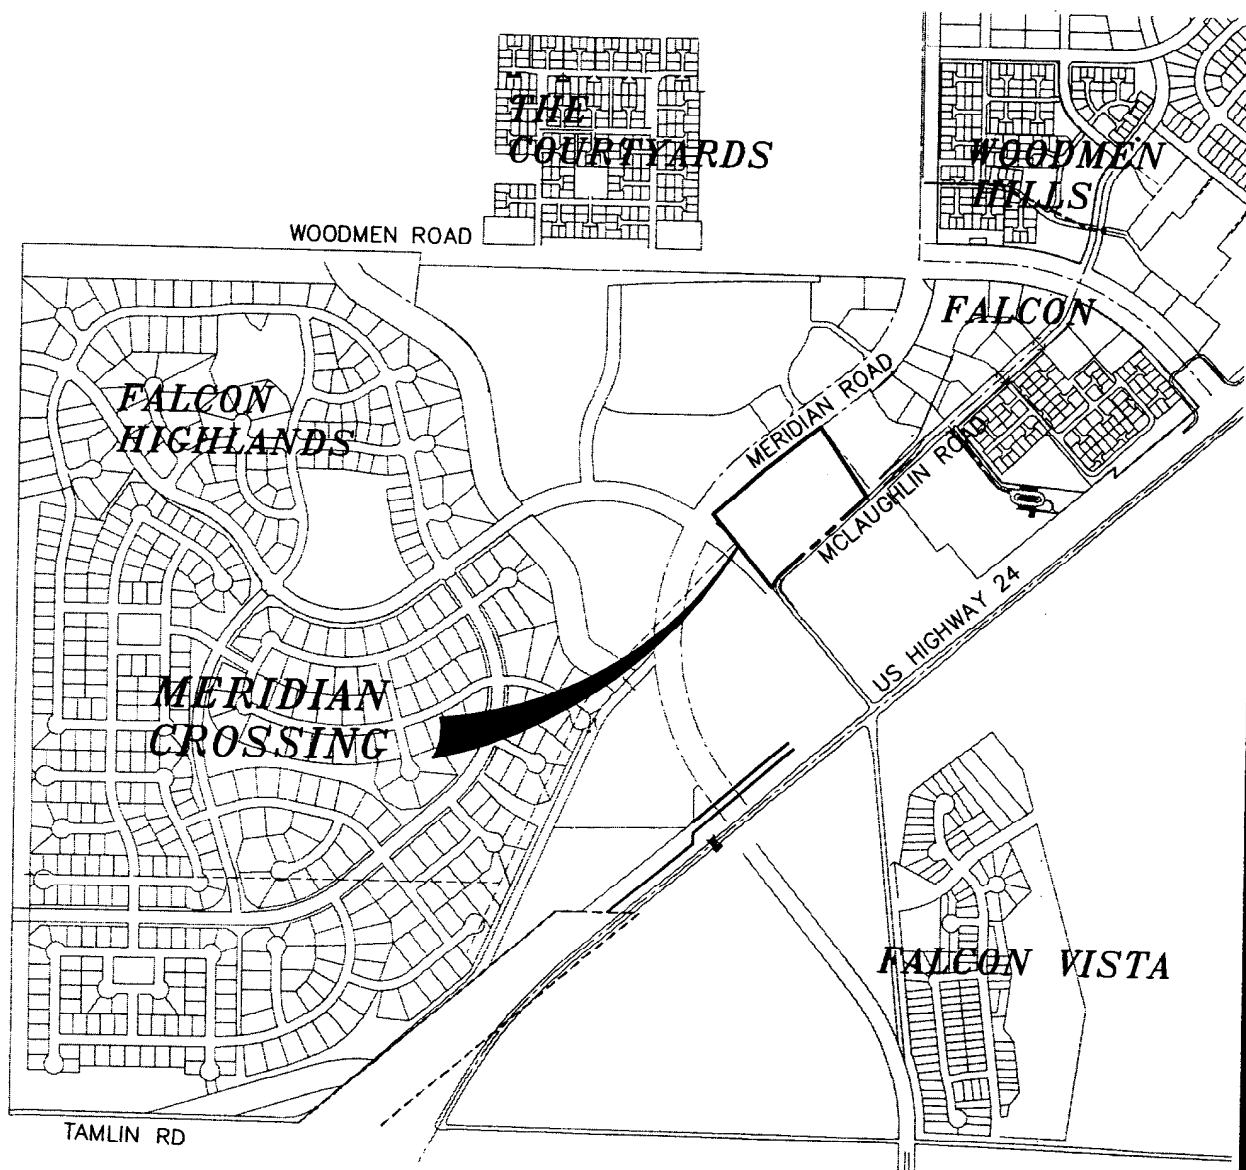 THE
COURTYARDS
WOODMEN
HILLS
WOODMEN ROAD
FALCON
FALCON
HIGHLANDS
MERIDIAN ROAD
MCLAUGHLIN ROAD
US HIGHWAY 24
MERIDIAN
CROSSING
FALCON VISTA
TAMLIN RD